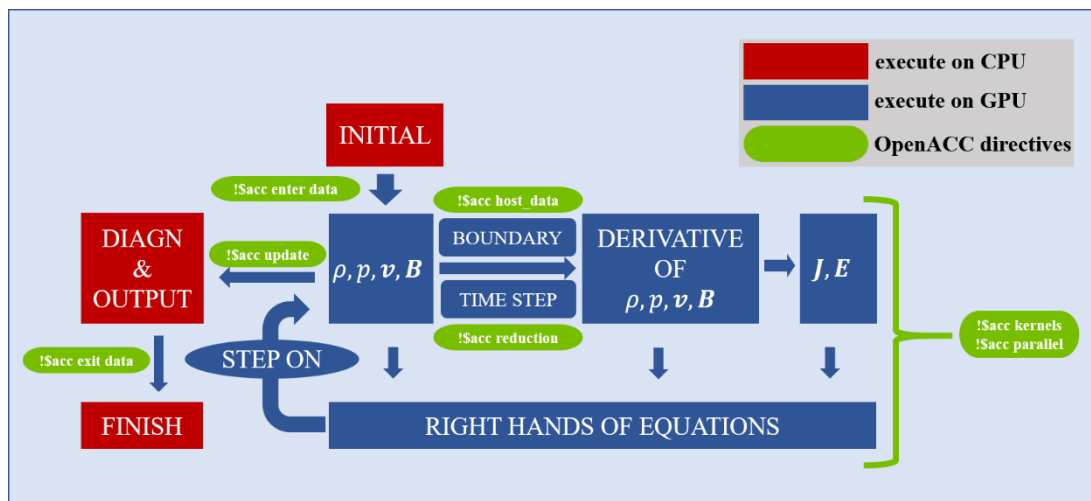 execute on CPU
execute on GPU
OpenACC directives
INITIAL
!$acc enter data
!$acc host_data
DIAGN
&
OUTPUT
!$acc update
ρ, p, v, B
BOUNDARY
TIME STEP
DERIVATIVE
OF
ρ, p, v, B
J, E
!$acc reduction
!$acc kernels
!$acc parallel
!$acc exit data
STEP ON
FINISH
RIGHT HANDS OF EQUATIONS